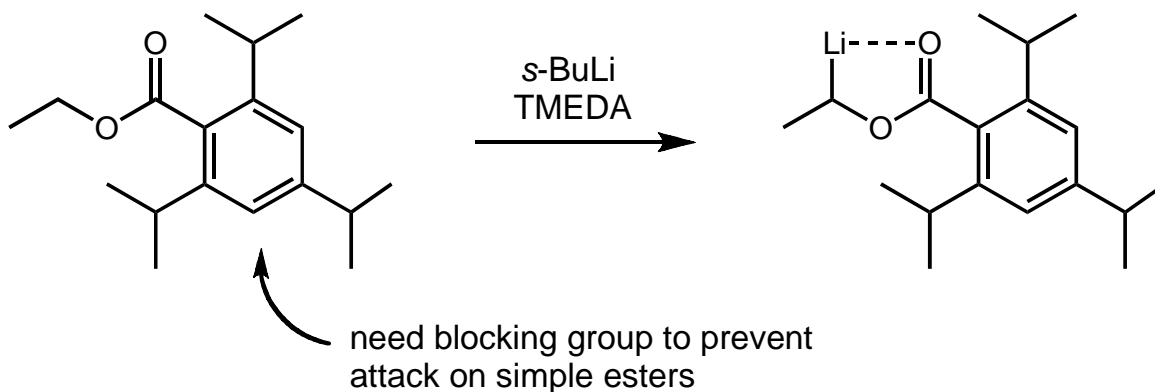 O
O
s-BuLi
TMEDA
Li
O
O
need blocking group to prevent
attack on simple esters